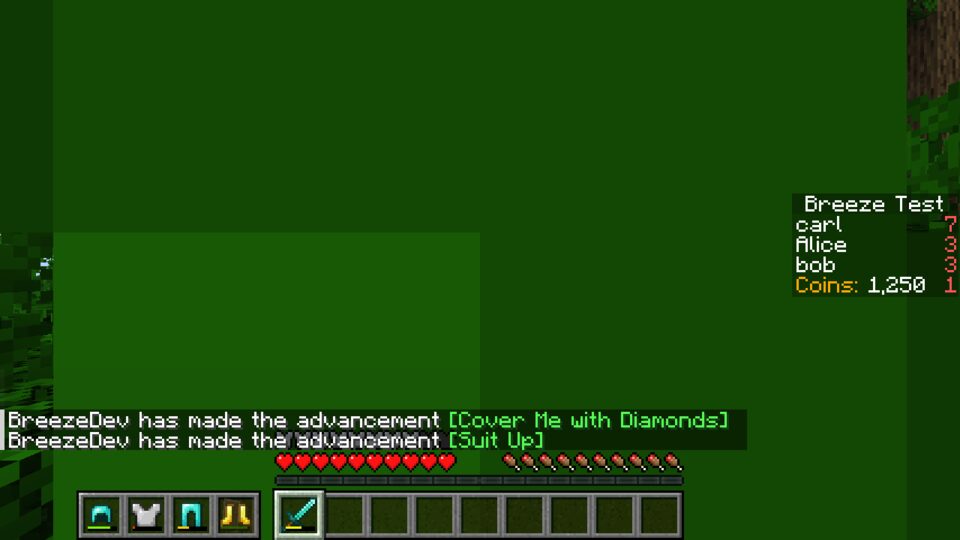 Breeze Test
carl 7
Alice 3
bob 3
Coins: 1,250 1
BreezeDev has made the advancement [Cover Me with Diamonds]
BreezeDev has made the advancement [Suit Up]